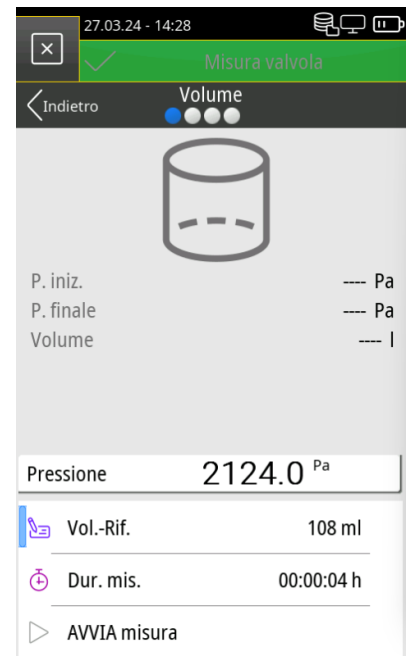 27.03.24 - 14:28
Misura valvola
Indietro
Volume
P. iniz. ---- Pa
P. finale ---- Pa
Volume ---- l
Pressione 2124.0 Pa
Vol.-Rif. 108 ml
Dur. mis. 00:00:04 h
AVVIA misura